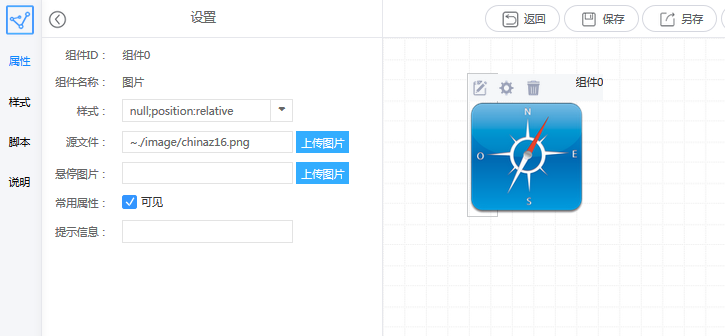 设置
返回
保存
另存
属性
样式
脚本
说明
组件ID： 组件0
组件名称： 图片
样式： null;position:relative
源文件： ~./image/chinaz16.png 上传图片
悬停图片： 上传图片
常用属性： 可见
提示信息：
组件0
N
O E
S